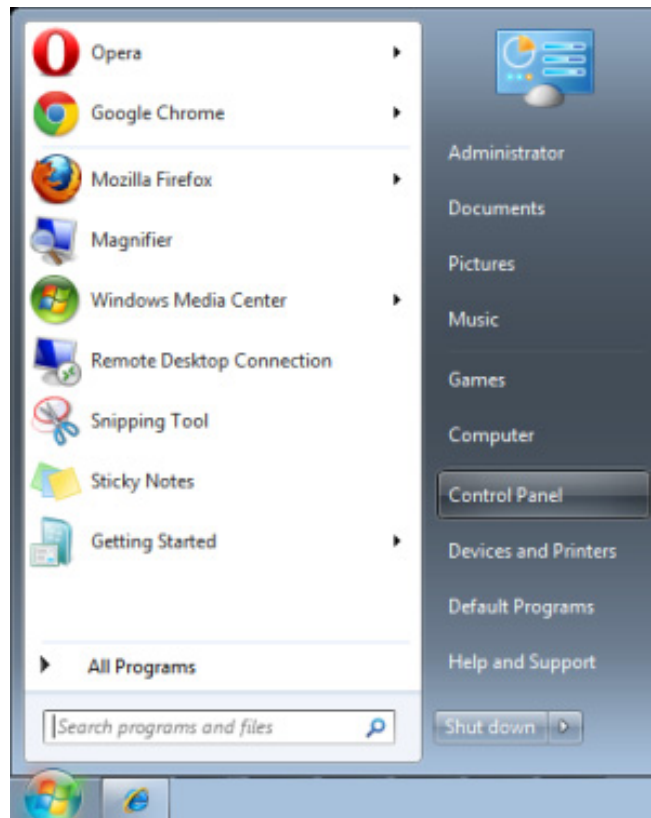 Opera
Google Chrome
Mozilla Firefox
Magnifier
Windows Media Center
Remote Desktop Connection
Snipping Tool
Sticky Notes
Getting Started
All Programs
Search programs and files
Administrator
Documents
Pictures
Music
Games
Computer
Control Panel
Devices and Printers
Default Programs
Help and Support
Shut down